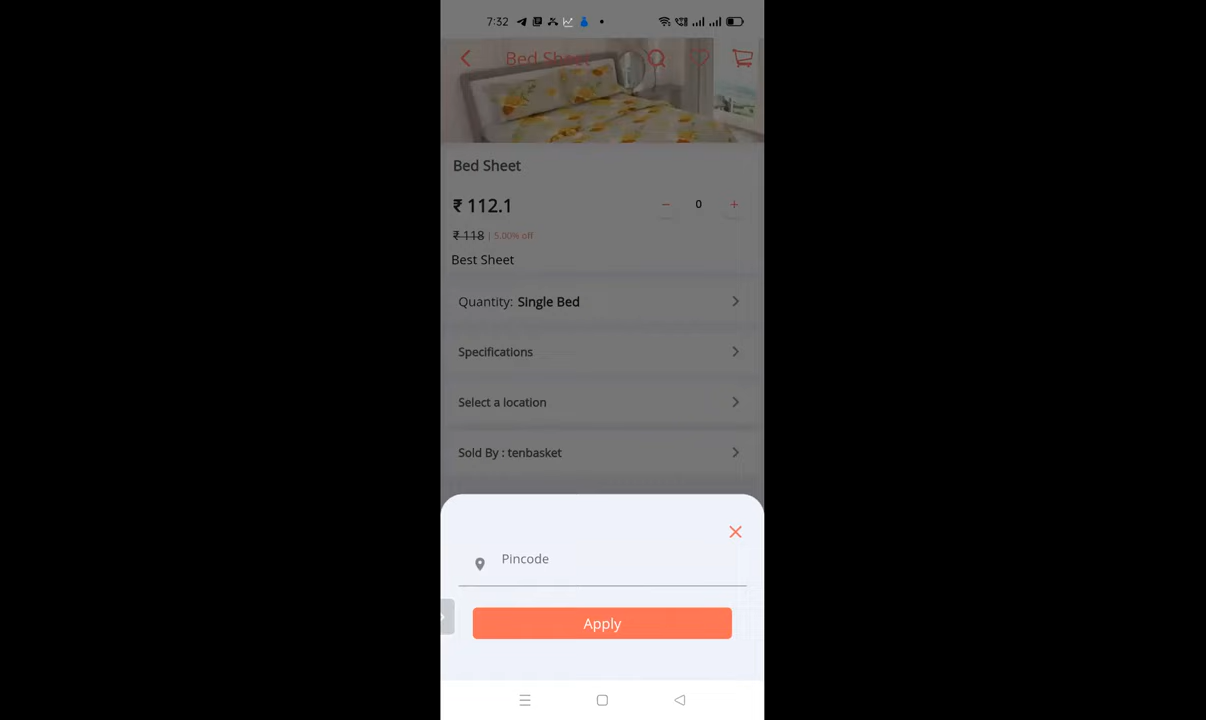 7:32
Bed Sheet
Bed Sheet
₹ 112.1
− 0 +
₹ 118 | 5.00% off
Best Sheet
Quantity: Single Bed
Specifications
Select a location
Sold By : tenbasket
Pincode
Apply